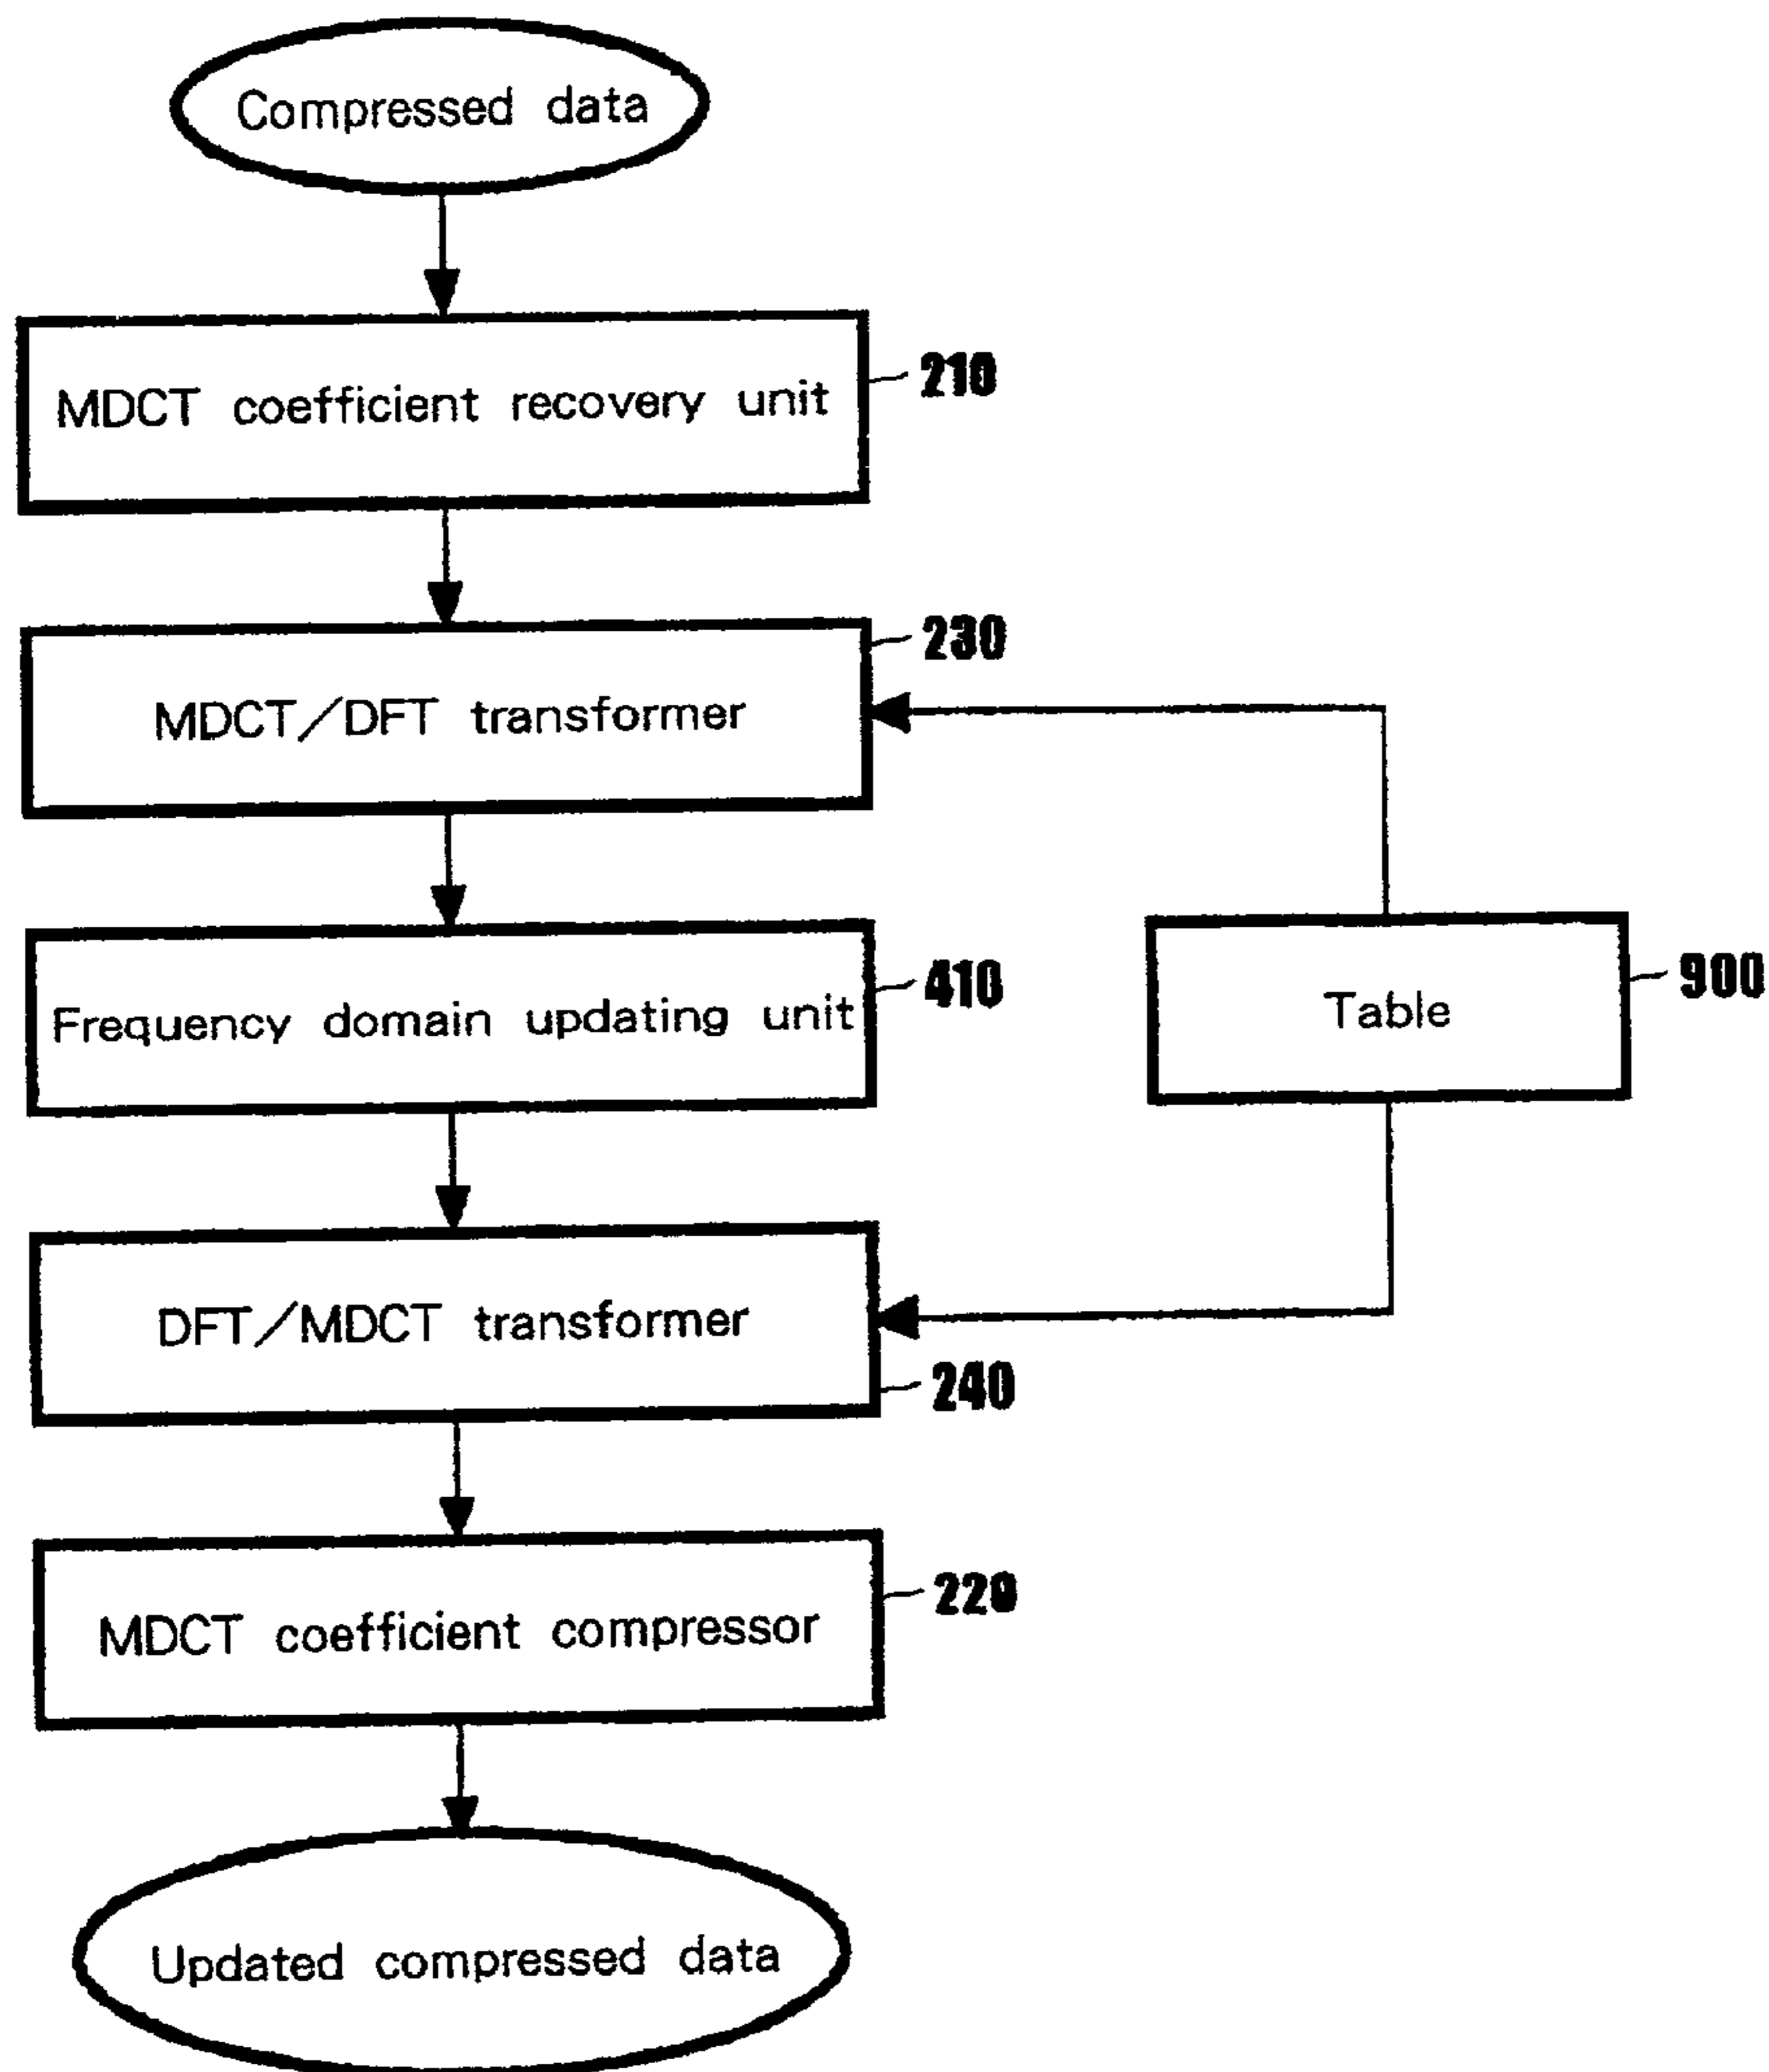 Compressed data
MDCT coefficient recovery unit
210
MDCT/DFT transformer
230
Frequency domain updating unit
410
Table
900
DFT/MDCT transformer
240
MDCT coefficient compressor
220
Updated compressed data